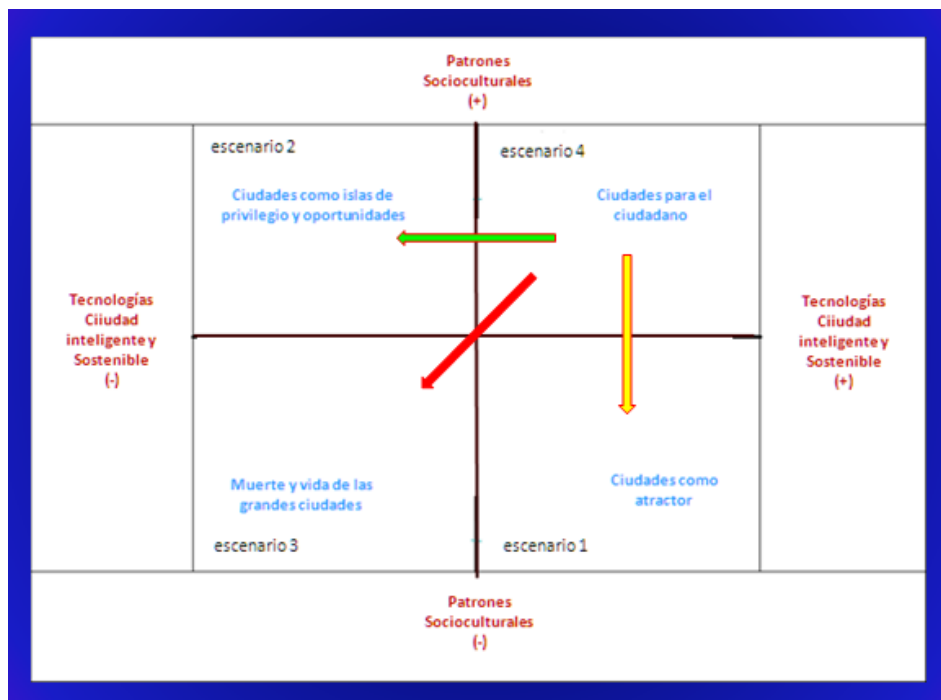 Patrones
Socioculturales
(+)
escenario 2
escenario 4
Ciudades como islas de
privilegio y oportunidades
Ciudades para el
ciudadano
Tecnologías
Ciiudad
inteligente y
Sostenible
(-)
Tecnologías
Ciiudad
inteligente y
Sostenible
(+)
Muerte y vida de las
grandes ciudades
Ciudades como
atractor
escenario 3
escenario 1
Patrones
Socioculturales
(-)